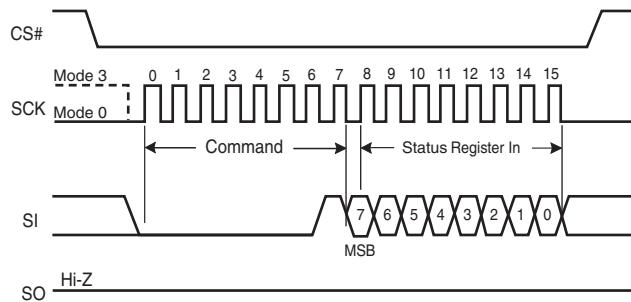 CS#
Mode 3 0 1 2 3 4 5 6 7 8 9 10 11 12 13 14 15
SCK
Mode 0
Command Status Register In
SI 7 6 5 4 3 2 1 0
MSB
Hi-Z
SO